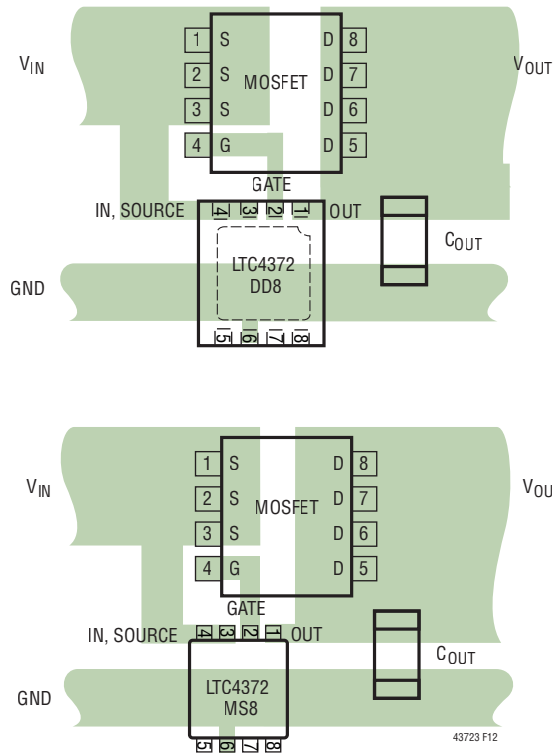 1 S D 8
VIN 2 S MOSFET D 7 VOUT
3 S D 6
4 G D 5
GATE
IN, SOURCE 4 3 2 1 OUT
COUT
LTC4372
DD8
GND
5 6 7 8
1 S D 8
VIN 2 S MOSFET D 7 VOU
3 S D 6
4 G D 5
GATE
IN, SOURCE 4 3 2 1 OUT
COUT
LTC4372
MS8
GND
5 6 7 8
43723 F12